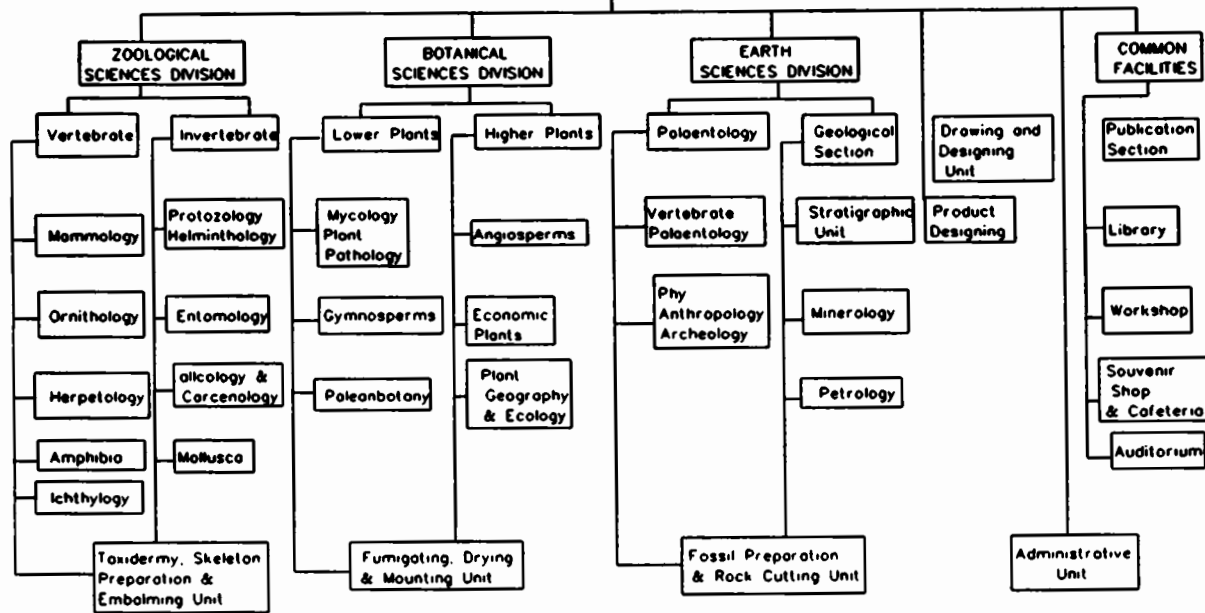 ZOOLOGICAL
SCIENCES DIVISION
BOTANICAL
SCIENCES DIVISION
EARTH
SCIENCES DIVISION
COMMON
FACILITIES
Vertebrate
Invertebrate
Lower Plants
Higher Plants
Palaentology
Geological
Section
Drawing and
Designing
Unit
Publication
Section
Mammology
Protozology
Helminthology
Mycology
Plant
Pathology
Angiosperms
Vertebrate
Palaentology
Stratigraphic
Unit
Product
Designing
Library
Ornithology
Entomology
Gymnosperms
Economic
Plants
Phy
Anthropology
Archeology
Minerology
Workshop
Herpetology
allcology &
Carcenology
Paleanbotany
Plant
Geography
& Ecology
Petrology
Souvenir
Shop
& Cafeteria
Amphibia
Mollusca
Auditorium
Ichthylogy
Taxidermy, Skeleton
Preparation &
Embalming Unit
Fumigating, Drying
& Mounting Unit
Fossil Preparation
& Rock Cutting Unit
Administrative
Unit